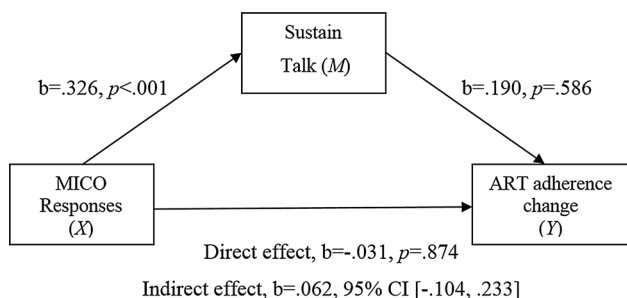 Sustain
Talk (M)
b=.326, p<.001
b=.190, p=.586
MICO
Responses
(X)
ART adherence
change
(Y)
Direct effect, b=-.031, p=.874
Indirect effect, b=.062, 95% CI [-.104, .233]